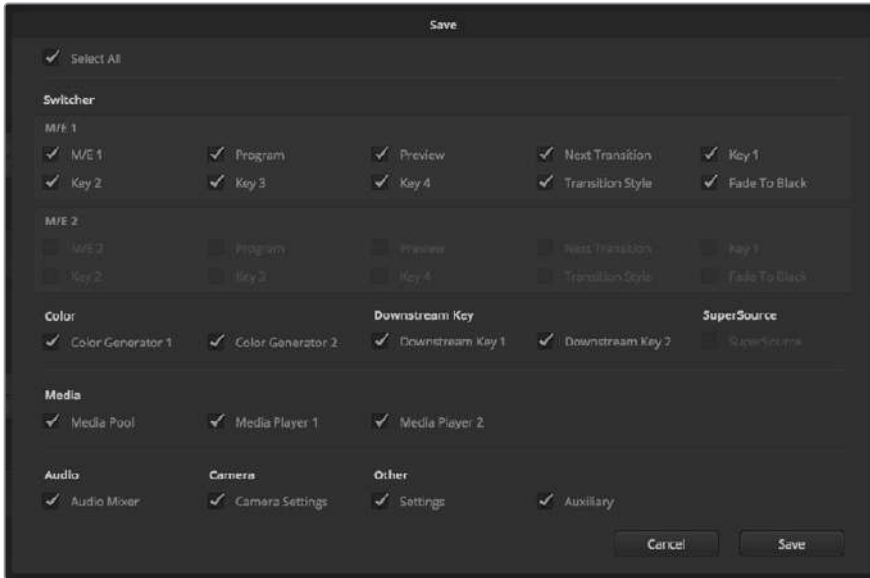 Save
Select All
Switcher
M/E 1
M/E 1 Program Preview Next Transition Key 1
Key 2 Key 3 Key 4 Transition Style Fade To Black
M/E 2
M/E 2 Program Preview Next Transition Key 1
Key 2 Key 3 Key 4 Transition Style Fade To Black
Color Downstream Key SuperSource
Color Generator 1 Color Generator 2 Downstream Key 1 Downstream Key 2 SuperSource
Media
Media Pool Media Player 1 Media Player 2
Audio Camera Other
Audio Mixer Camera Settings Settings Auxiliary
Cancel Save